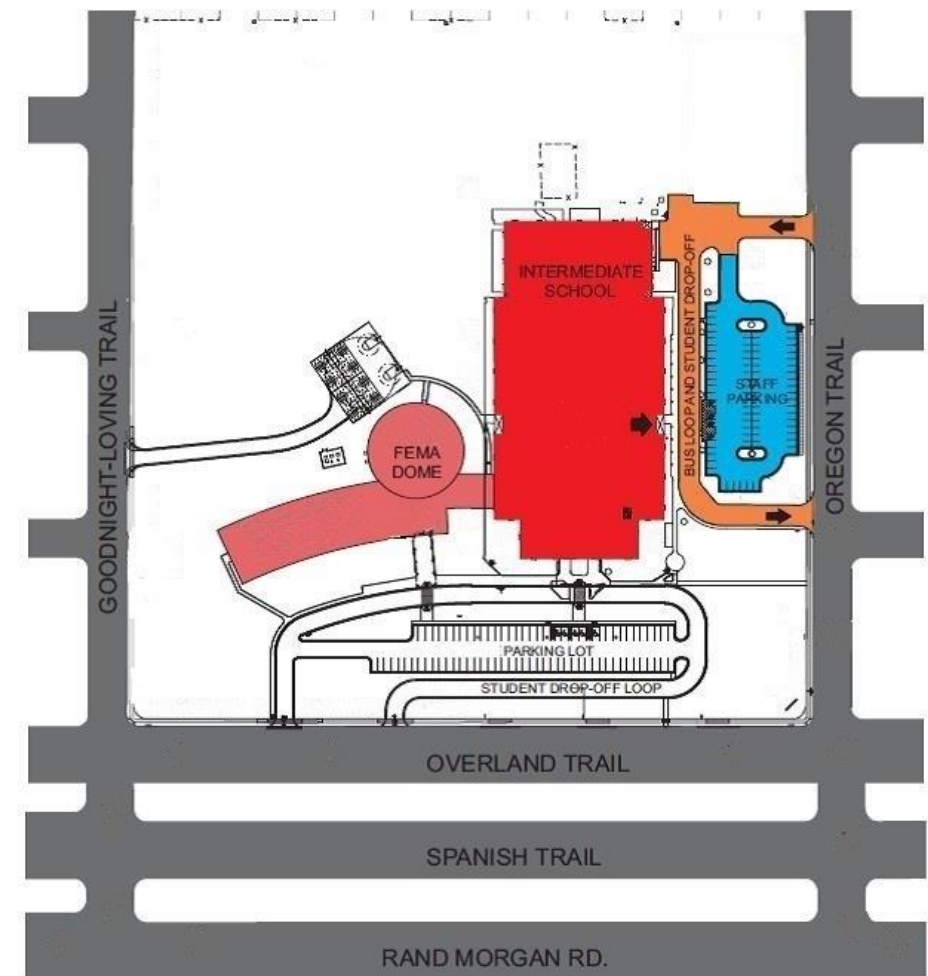 INTERMEDIATE
SCHOOL
BUS LOOP AND STUDENT DROP-OFF
STAFF
PARKING
GOODNIGHT-LOVING TRAIL
OREGON TRAIL
FEMA
DOME
PARKING LOT
STUDENT DROP-OFF LOOP
OVERLAND TRAIL
SPANISH TRAIL
RAND MORGAN RD.